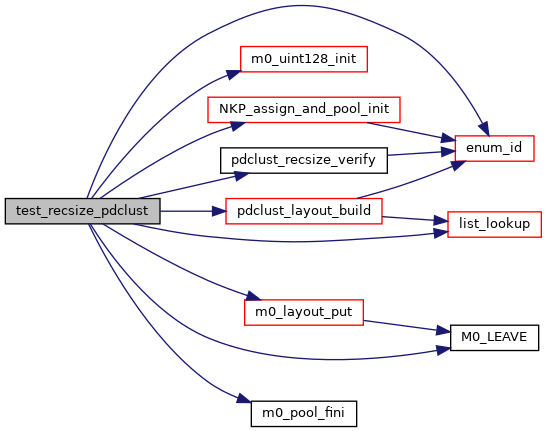 m0_uint128_init
NKP_assign_and_pool_init
enum_id
pdclust_recsize_verify
test_recsize_pdclust
pdclust_layout_build
list_lookup
m0_layout_put
M0_LEAVE
m0_pool_fini